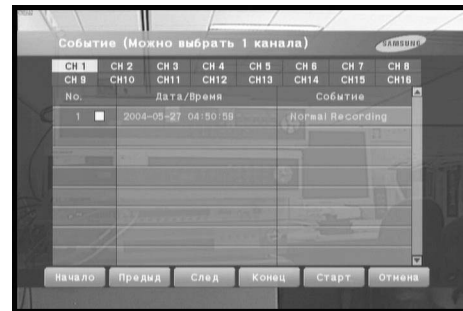 Событие (Можно выбрать 1 канала)
SAMSUNG
CH 1 CH 2 CH 3 CH 4 CH 5 CH 6 CH 7 CH 8
CH 9 CH10 CH11 CH12 CH13 CH14 CH15 CH16
No. Дата/Время Событие
1 2004-05-27 04:50:59 Normal Recording
Начало Предыд След Конец Старт Отмена